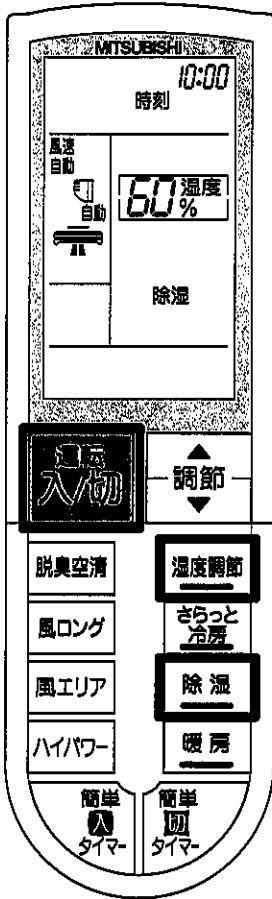 MITSUBISHI
10:00
時刻
風速
自動
自動
60%
湿度
除湿
運転
入/切
▲
調節
▼
脱臭空清
湿度調節
風ロング
さらっと
冷房
風エリア
除湿
ハイパワー
暖房
簡単
入
タイマー
簡単
切
タイマー